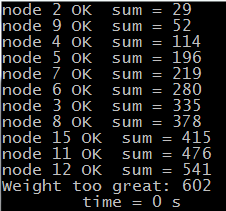 node 2 OK  sum = 29
node 9 OK  sum = 52
node 4 OK  sum = 114
node 5 OK  sum = 196
node 7 OK  sum = 219
node 6 OK  sum = 280
node 3 OK  sum = 335
node 8 OK  sum = 378
node 15 OK  sum = 415
node 11 OK  sum = 476
node 12 OK  sum = 541
Weight too great:  602
time = 0 s